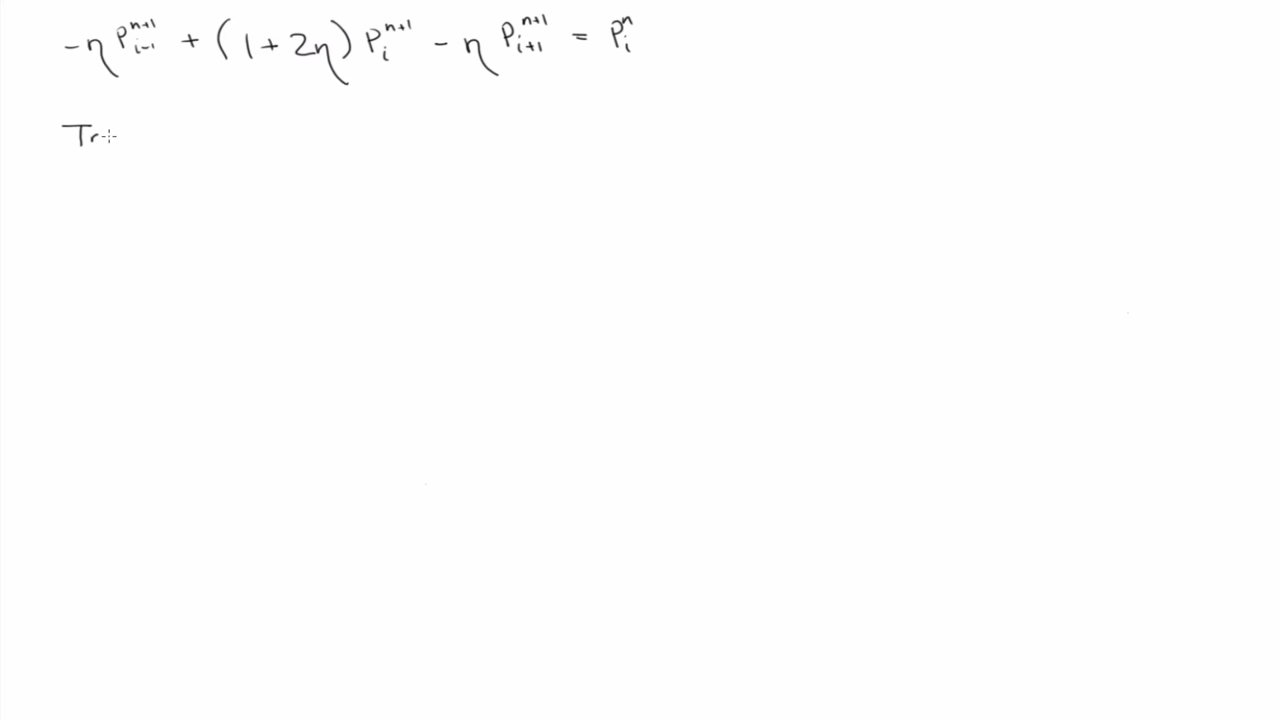 -η P_{i-1}^{n+1} + (1 + 2η) P_i^{n+1} - η P_{i+1}^{n+1} = P_i^n
Tr